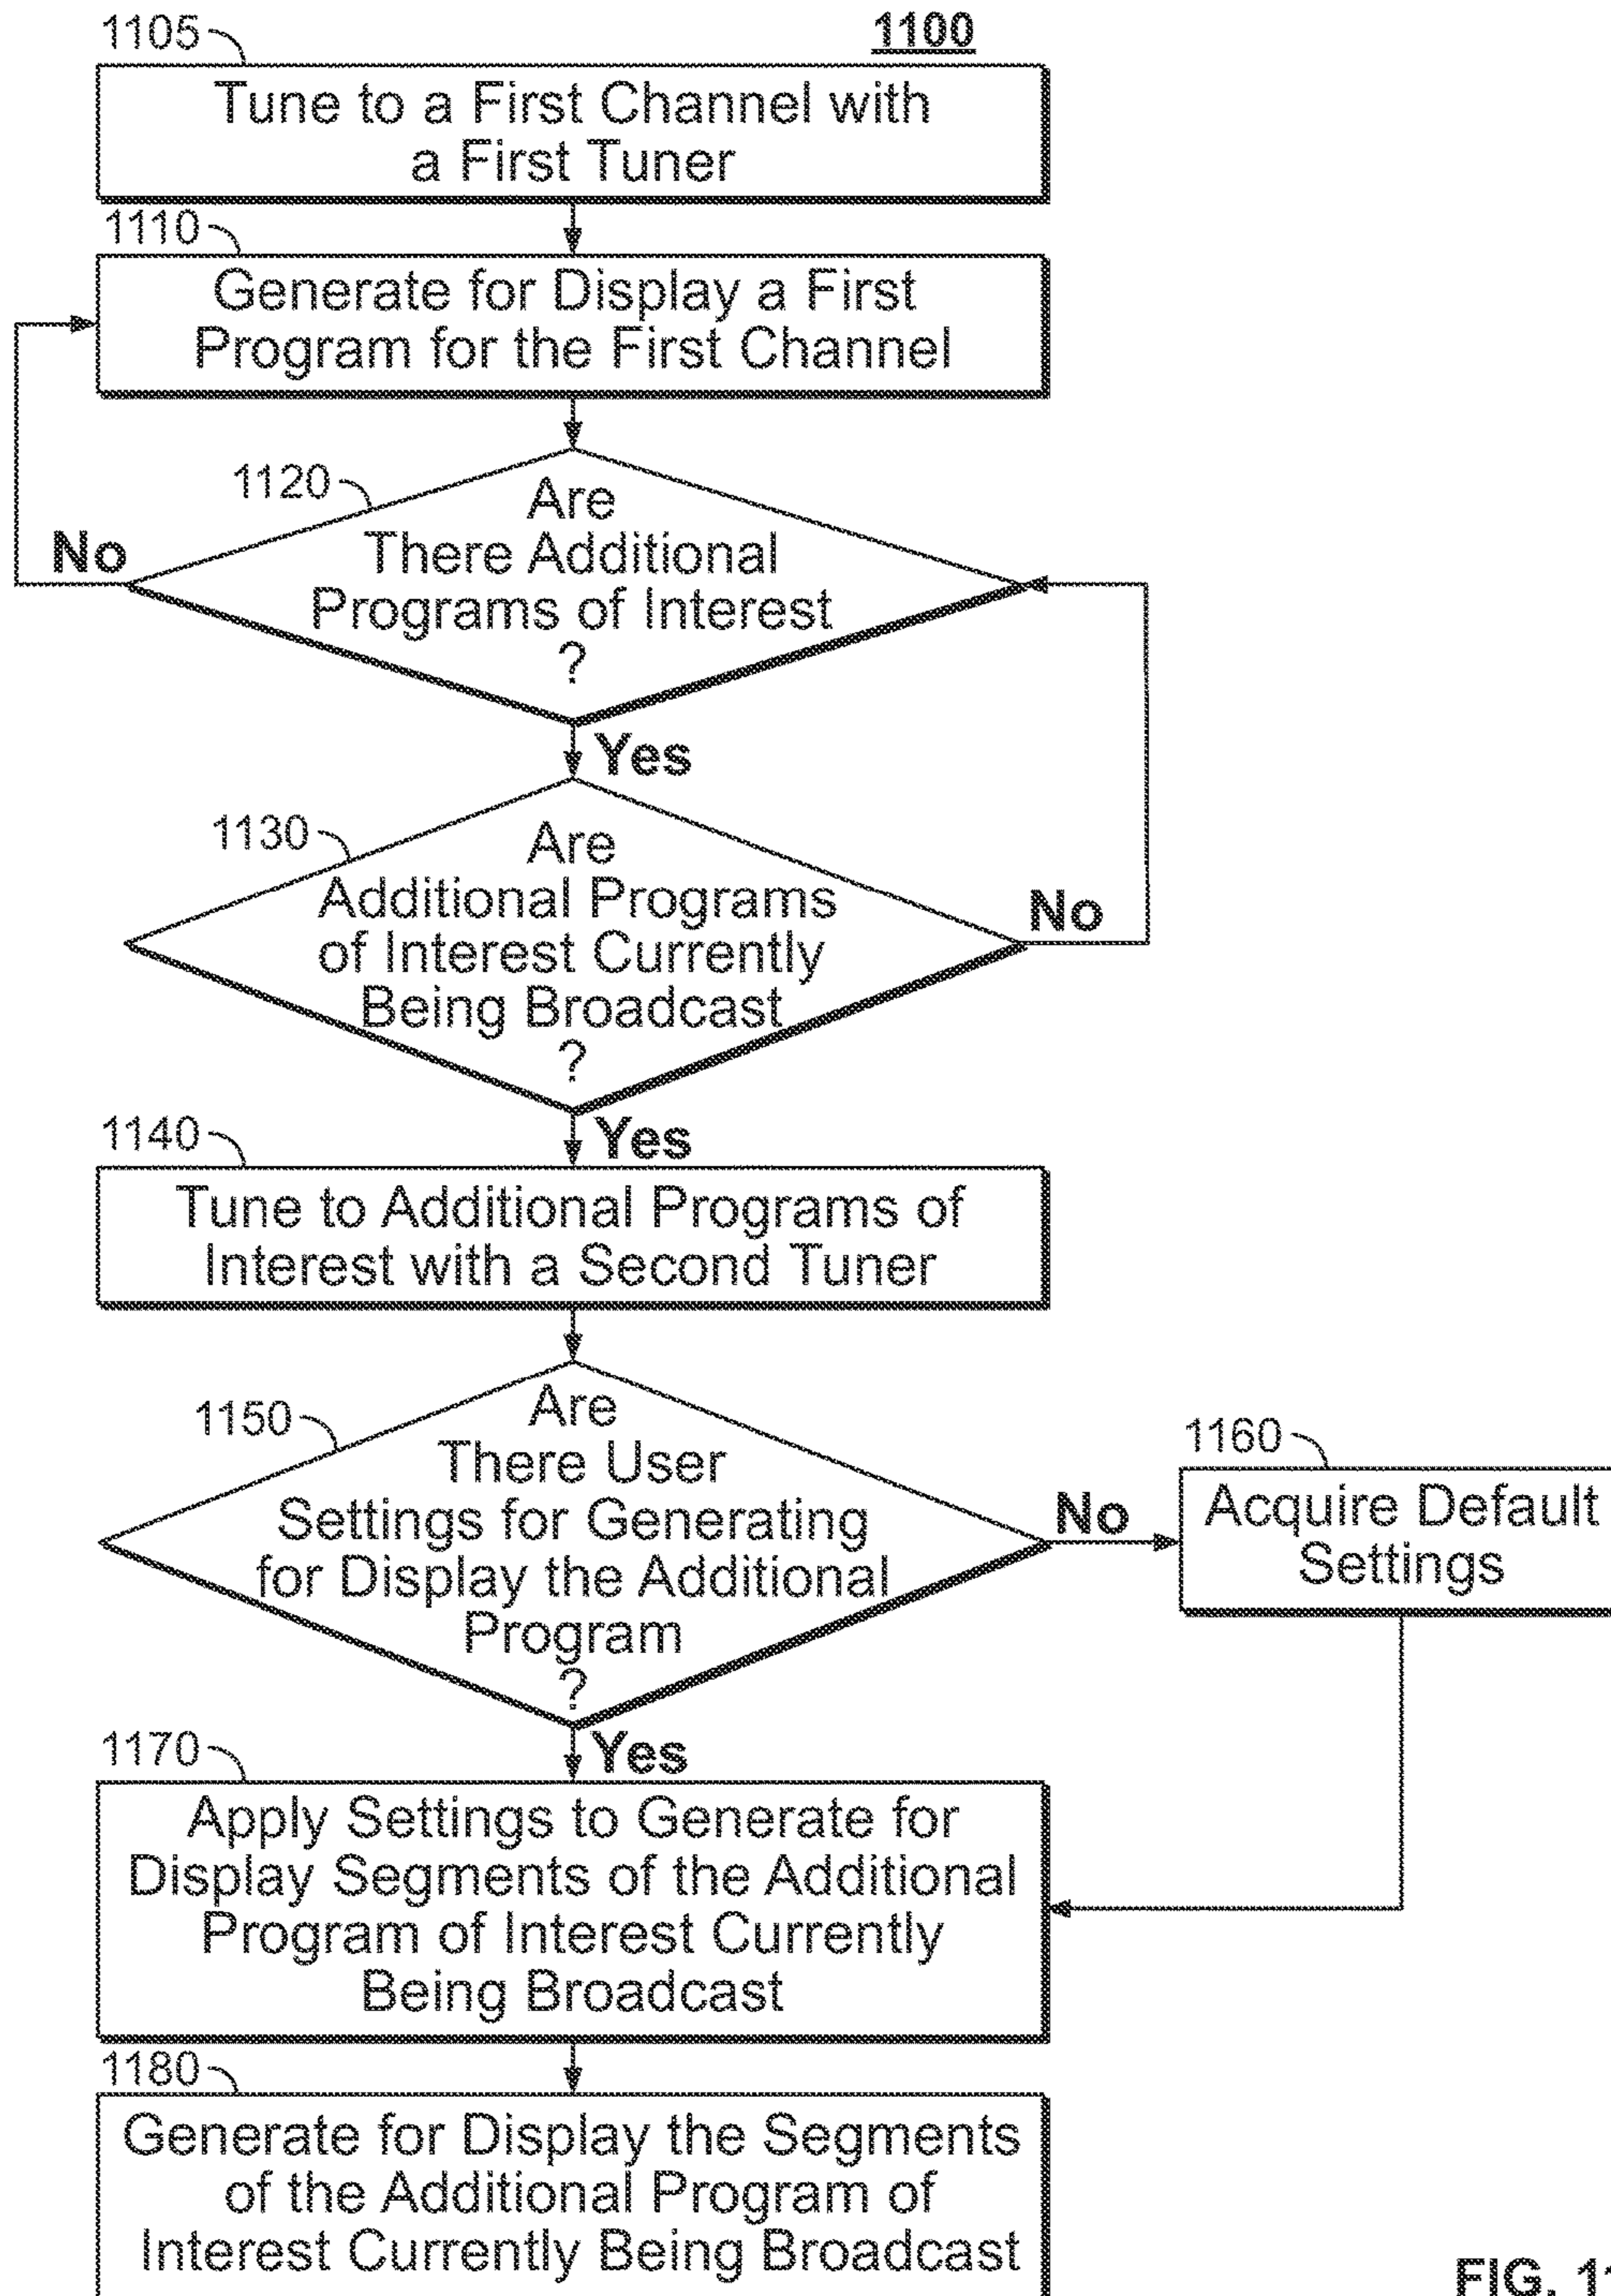 1100
1105
Tune to a First Channel with
a First Tuner
1110
Generate for Display a First
Program for the First Channel
1120
Are
There Additional
Programs of Interest
?
No
Yes
1130
Are
Additional Programs
of Interest Currently
Being Broadcast
?
No
Yes
1140
Tune to Additional Programs of
Interest with a Second Tuner
1150
Are
There User
Settings for Generating
for Display the Additional
Program
?
No
1160
Acquire Default
Settings
Yes
1170
Apply Settings to Generate for
Display Segments of the Additional
Program of Interest Currently
Being Broadcast
1180
Generate for Display the Segments
of the Additional Program of
Interest Currently Being Broadcast
FIG. 11